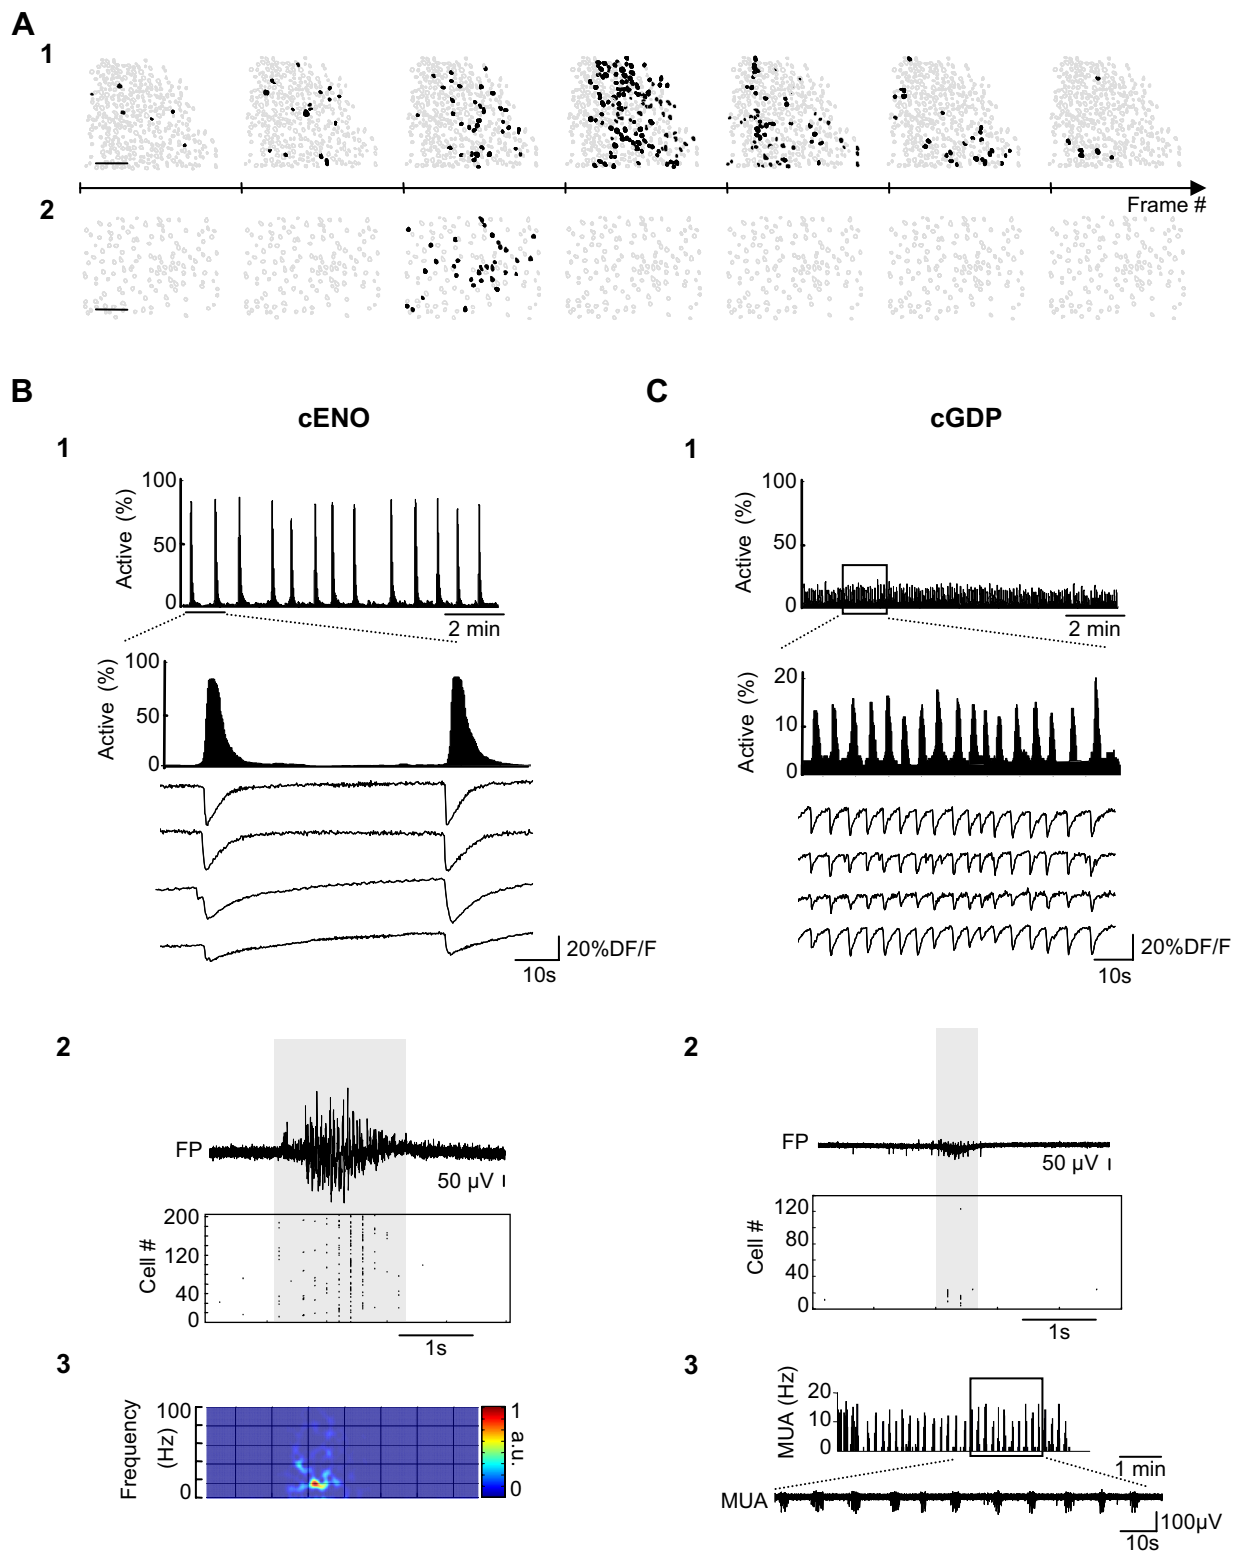 A
1
Frame #
2
B
C
cENO
cGDP
1
1
100
50
0
Active (%)
2 min
100
50
0
Active (%)
20%DF/F
10s
100
50
0
Active (%)
2 min
20
10
0
Active (%)
20%DF/F
10s
2
FP
50 µV
200
120
40
0
Cell #
1s
2
FP
50 µV
120
80
40
0
Cell #
1s
3
100
0
Frequency
(Hz)
1
a.u.
0
3
20
10
0
MUA (Hz)
1 min
MUA
100µV
10s